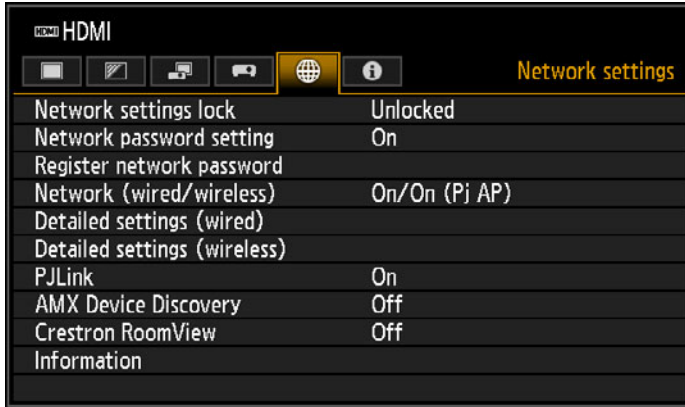 HDMI HDMI
Network settings
Network settings lock Unlocked
Network password setting On
Register network password
Network (wired/wireless) On/On (Pj AP)
Detailed settings (wired)
Detailed settings (wireless)
PJLink On
AMX Device Discovery Off
Crestron RoomView Off
Information